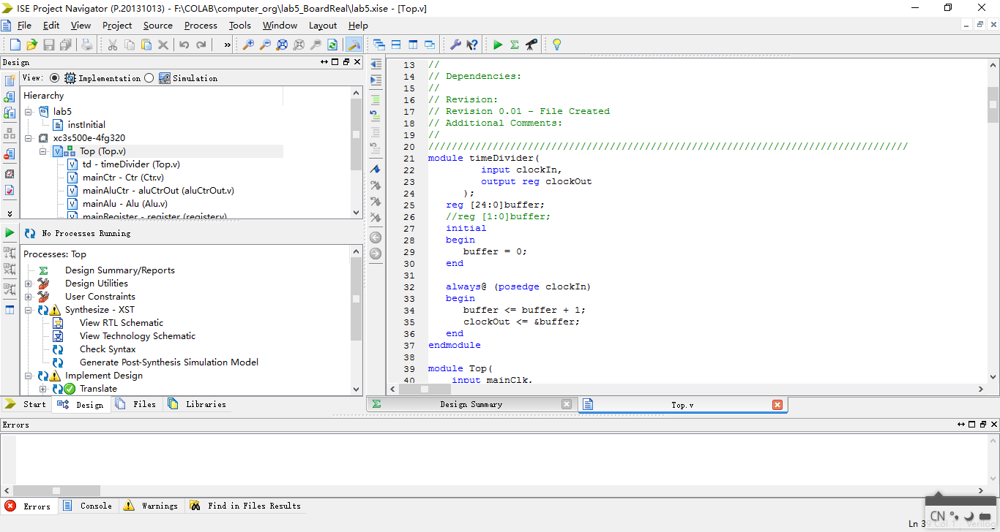 ISE Project Navigator (P.20131013) - F:\COLAB\computer_org\lab5_BoardReal\lab5.xise - [Top.v]
File Edit View Project Source Process Tools Window Layout Help
Design
View: Implementation Simulation
Hierarchy
lab5
instInitial
xc3s500e-4fg320
Top (Top.v)
td - timeDivider (Top.v)
mainCtr - Ctr (Ctr.v)
mainAluCtr - aluCtrOut (aluCtrOut.v)
mainAlu - Alu (Alu.v)
mainRegister - register (register.v)
No Processes Running
Processes: Top
Design Summary/Reports
Design Utilities
User Constraints
Synthesize - XST
View RTL Schematic
View Technology Schematic
Check Syntax
Generate Post-Synthesis Simulation Model
Implement Design
Translate
Start Design Files Libraries
13 //
14 // Dependencies:
15 //
16 // Revision:
17 // Revision 0.01 - File Created
18 // Additional Comments:
19 //
20 //////////////////////////////////////////////////////////////////////////////////
21 module timeDivider(
22 input clockIn,
23 output reg clockOut
24 );
25 reg [24:0]buffer;
26 //reg [1:0]buffer;
27 initial
28 begin
29 buffer = 0;
30 end
31
32 always@ (posedge clockIn)
33 begin
34 buffer <= buffer + 1;
35 clockOut <= &buffer;
36 end
37 endmodule
38
39 module Top(
40 input mainClk,
Design Summary Top.v
Errors
Errors Console Warnings Find in Files Results
CN
Ln 39 Col 1 Verilog